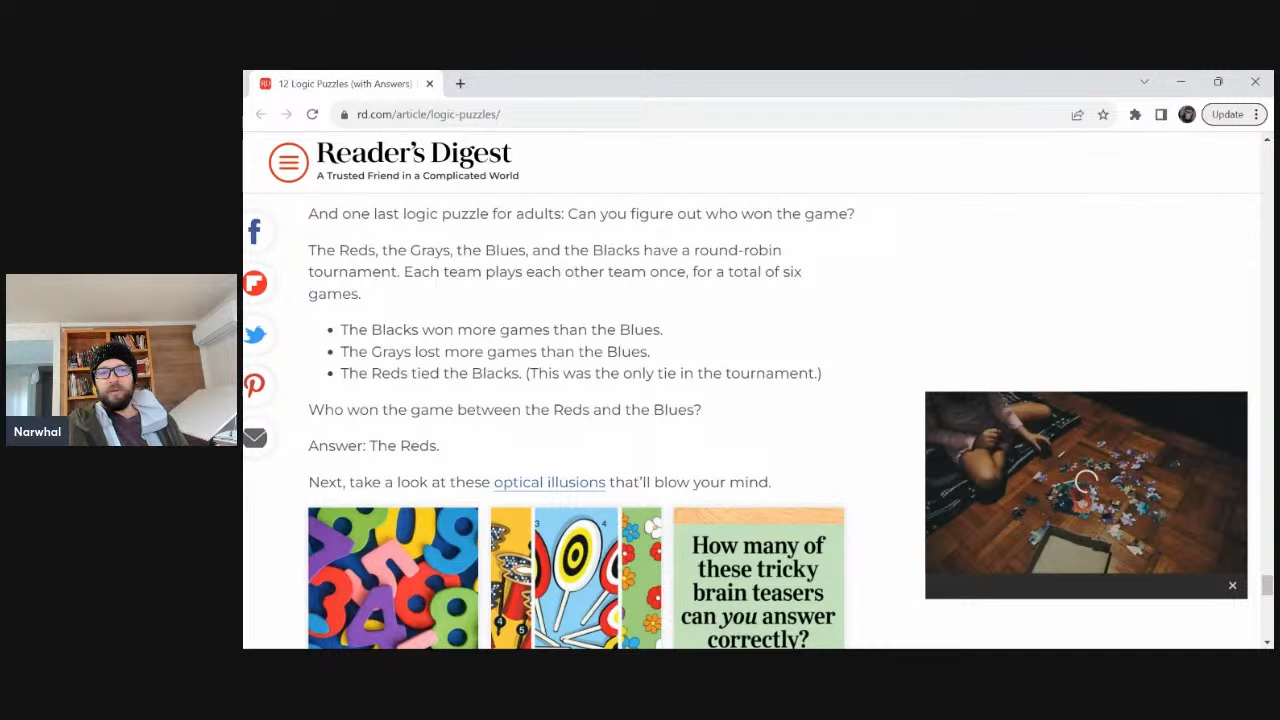 12 Logic Puzzles (with Answers)
rd.com/article/logic-puzzles/
Update
Reader's Digest
A Trusted Friend in a Complicated World
And one last logic puzzle for adults: Can you figure out who won the game?
The Reds, the Grays, the Blues, and the Blacks have a round-robin
tournament. Each team plays each other team once, for a total of six
games.
• The Blacks won more games than the Blues.
• The Grays lost more games than the Blues.
• The Reds tied the Blacks. (This was the only tie in the tournament.)
Who won the game between the Reds and the Blues?
Answer: The Reds.
Next, take a look at these optical illusions that'll blow your mind.
How many of
these tricky
brain teasers
can you answer
correctly?
3
4
4
5
Narwhal